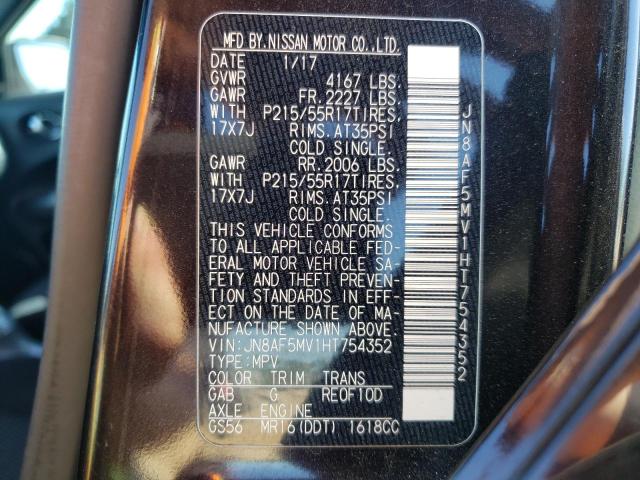 MFD BY.NISSAN MOTOR CO.,LTD.
DATE 1/17
GVWR 4167 LBS.
GAWR FR.2227 LBS.
WITH P215/55R17TIRES,
17X7J RIMS.AT35PSI
COLD SINGLE.
GAWR RR.2006 LBS.
WITH P215/55R17TIRES,
17X7J RIMS.AT35PSI
COLD SINGLE.
THIS VEHICLE CONFORMS
TO ALL APPLICABLE FED-
ERAL MOTOR VEHICLE SA-
FETY AND THEFT PREVEN-
TION STANDARDS IN EFF-
ECT ON THE DATE OF MA-
NUFACTURE SHOWN ABOVE.
VIN:JN8AF5MV1HT754352
TYPE:MPV
COLOR TRIM TRANS
GAB G RE0F10D
AXLE ENGINE
GS56 MR16(DDT) 1618CC
JN8AF5MV1HT754352